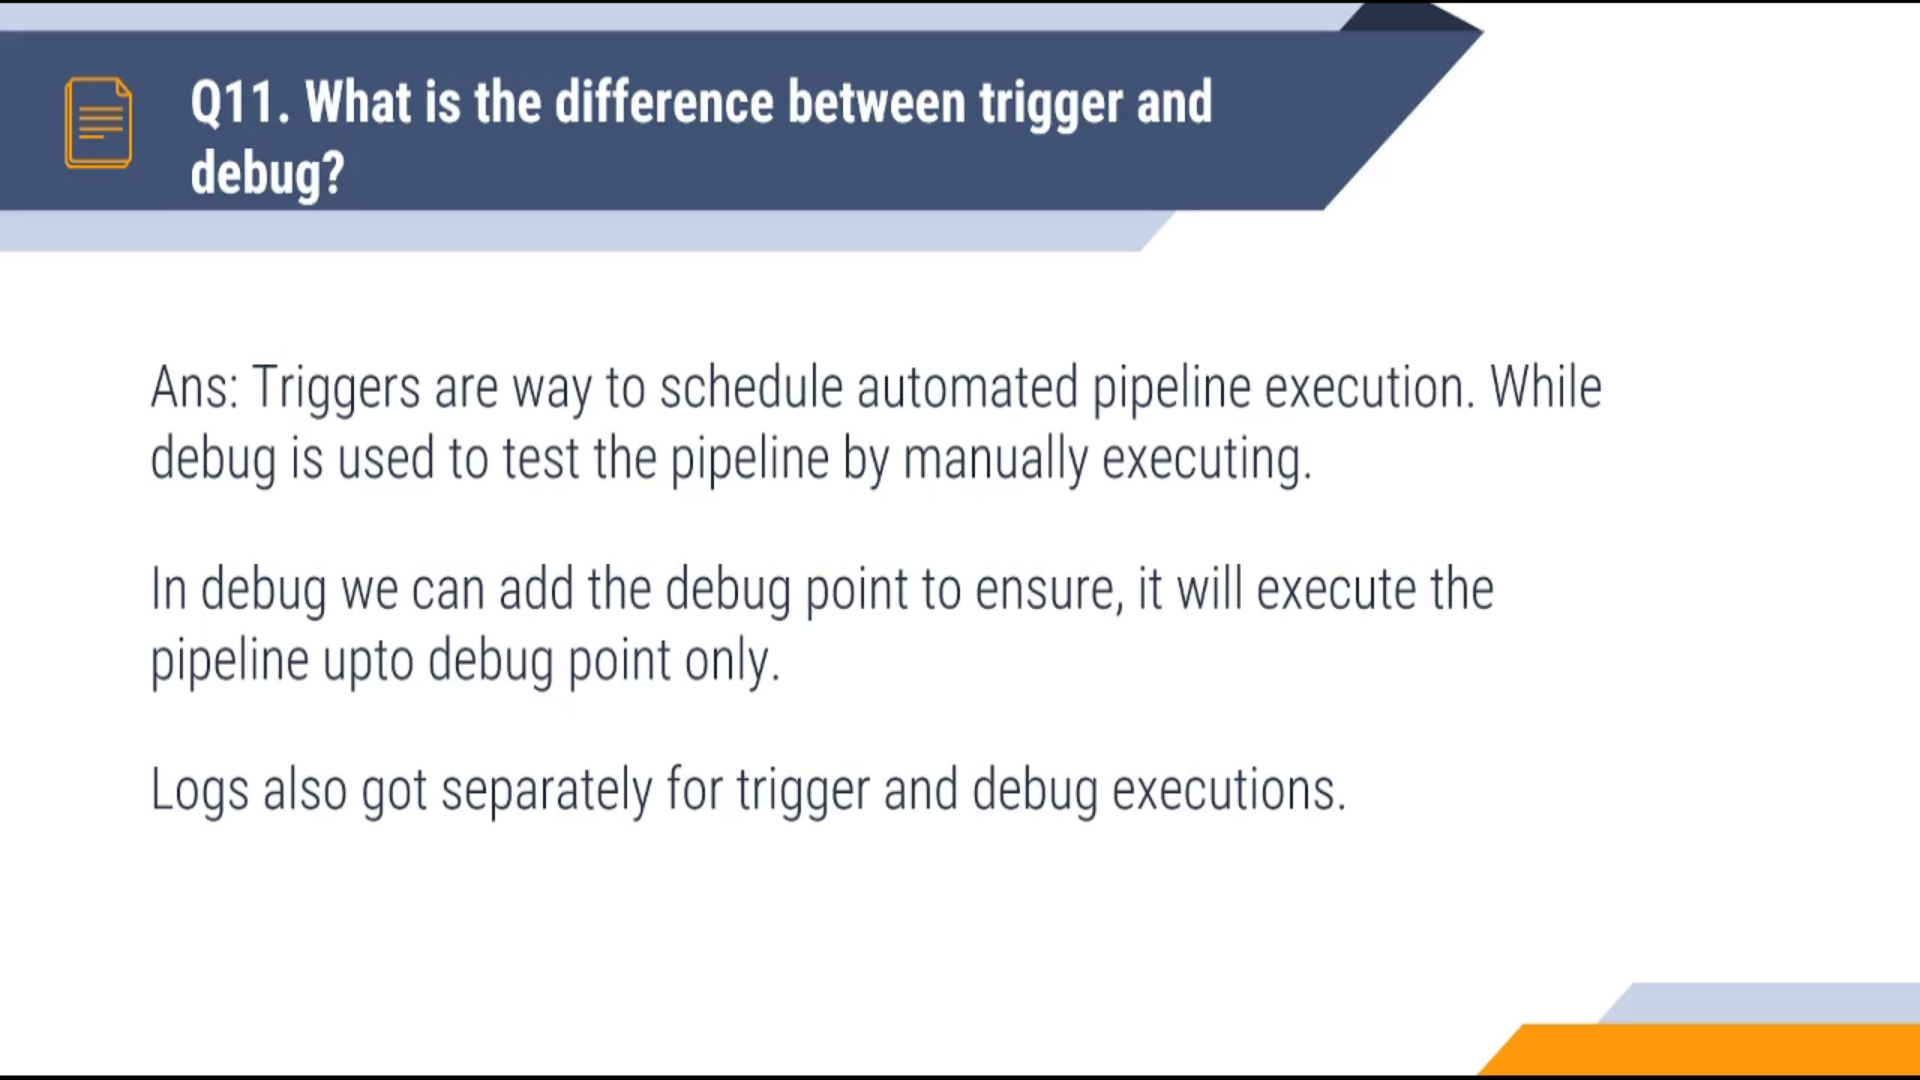 Q11. What is the difference between trigger and
debug?
Ans: Triggers are way to schedule automated pipeline execution. While
debug is used to test the pipeline by manually executing.
In debug we can add the debug point to ensure, it will execute the
pipeline upto debug point only.
Logs also got separately for trigger and debug executions.